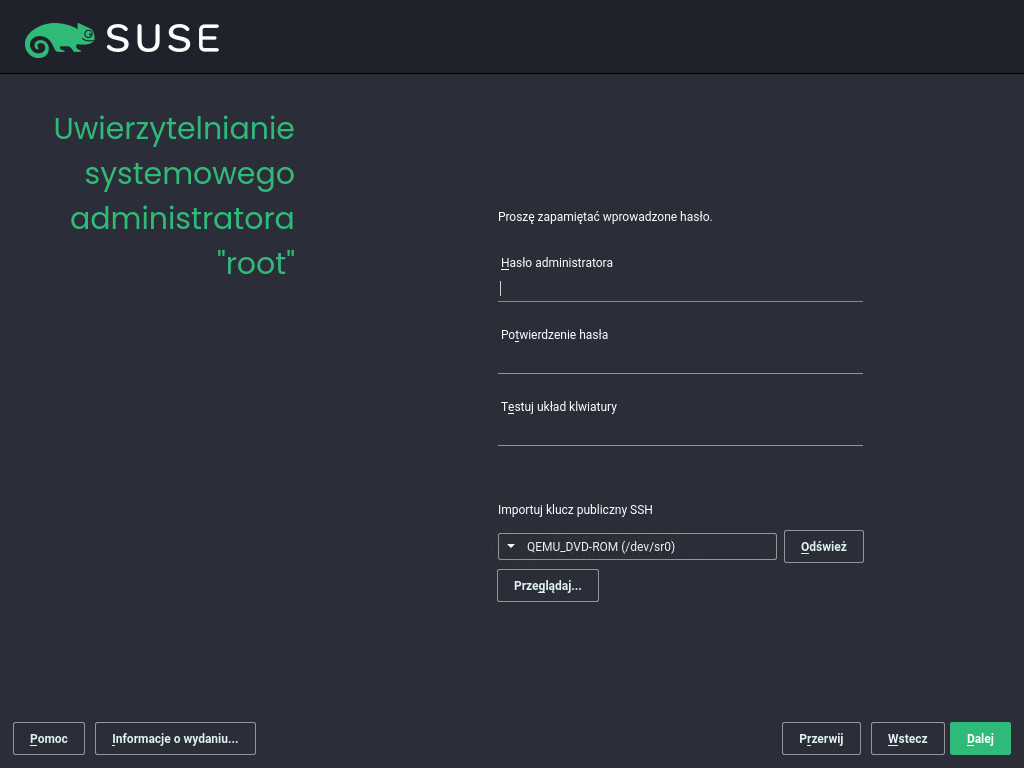 SUSE
Uwierzytelnianie
systemowego
administratora
"root"
Proszę zapamiętać wprowadzone hasło.
Hasło administratora
Potwierdzenie hasła
Testuj układ klwiatury
Importuj klucz publiczny SSH
QEMU_DVD-ROM (/dev/sr0)
Odśwież
Przeglądaj...
Pomoc
Informacje o wydaniu...
Przerwij
Wstecz
Dalej